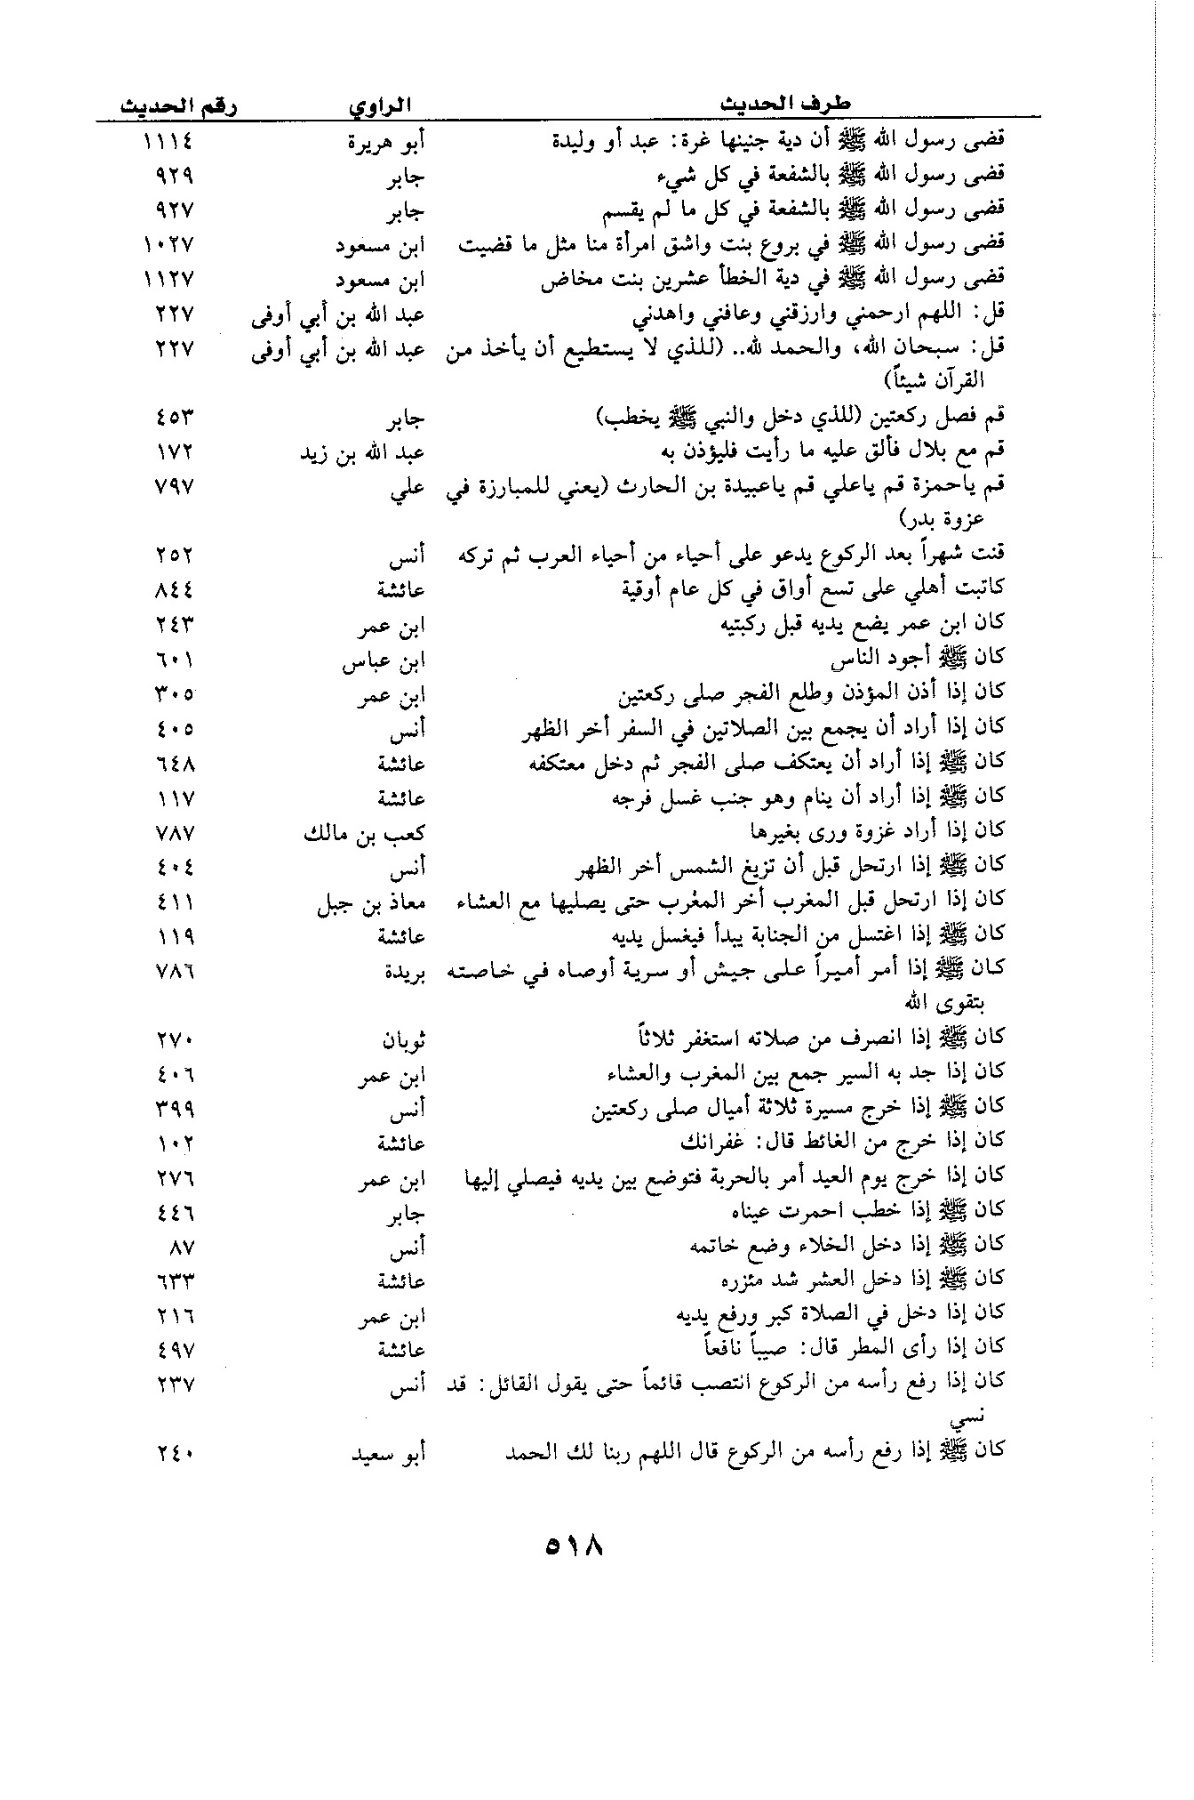 طرف الحديث الراوي رقم الحديث
قضى رسول الله ﷺ أن دية جنينها غرة: عبد أو وليدة أبو هريرة ١١١٤
قضى رسول الله ﷺ بالشفعة في كل شيء جابر ٩٢٩
قضى رسول الله ﷺ بالشفعة في كل ما لم يقسم جابر ٩٢٧
قضى رسول الله ﷺ في بروع بنت واشق امرأة منا مثل ما قضيت ابن مسعود ١٠٢٧
قضى رسول الله ﷺ في دية الخطأ عشرين بنت مخاض ابن مسعود ١١٢٧
قل: اللهم ارحمني وارزقني وعافني واهدني عبد الله بن أبي أوفى ٢٢٧
قل: سبحان الله، والحمد لله.. (للذي لا يستطيع أن يأخذ من عبد الله بن أبي أوفى ٢٢٧
القرآن شيئاً)
قم فصل ركعتين (للذي دخل والنبي ﷺ يخطب) جابر ٤٥٣
قم مع بلال فألق عليه ما رأيت فليؤذن به عبد الله بن زيد ١٧٢
قم ياحمزة قم ياعلي قم ياعبيدة بن الحارث (يعني للمبارزة في علي ٧٩٧
عزوة بدر)
قنت شهراً بعد الركوع يدعو على أحياء من أحياء العرب ثم تركه أنس ٢٥٢
كاتبت أهلي على تسع أواق في كل عام أوقية عائشة ٨٤٤
كان ابن عمر يضع يديه قبل ركبتيه ابن عمر ٢٤٣
كان ﷺ أجود الناس ابن عباس ٦٠١
كان إذا أذن المؤذن وطلع الفجر صلى ركعتين ابن عمر ٣٠٥
كان إذا أراد أن يجمع بين الصلاتين في السفر أخر الظهر أنس ٤٠٥
كان ﷺ إذا أراد أن يعتكف صلى الفجر ثم دخل معتكفه عائشة ٦٤٨
كان ﷺ إذا أراد أن ينام وهو جنب غسل فرجه عائشة ١١٧
كان إذا أراد غزوة ورى بغيرها كعب بن مالك ٧٨٧
كان ﷺ إذا ارتحل قبل أن تزيغ الشمس أخر الظهر أنس ٤٠٤
كان إذا ارتحل قبل المغرب أخر المغرب حتى يصليها مع العشاء معاذ بن جبل ٤١١
كان ﷺ إذا اغتسل من الجنابة يبدأ فيغسل يديه عائشة ١١٩
كان ﷺ إذا أمر أميراً على جيش أو سرية أوصاه في خاصته بريدة ٧٨٦
بتقوى الله
كان ﷺ إذا انصرف من صلاته استغفر ثلاثاً ثوبان ٢٧٠
كان إذا جد به السير جمع بين المغرب والعشاء ابن عمر ٤٠٦
كان ﷺ إذا خرج مسيرة ثلاثة أميال صلى ركعتين أنس ٣٩٩
كان إذا خرج من الغائط قال: غفرانك عائشة ١٠٢
كان إذا خرج يوم العيد أمر بالحربة فتوضع بين يديه فيصلي إليها ابن عمر ٢٧٦
كان ﷺ إذا خطب احمرت عيناه جابر ٤٤٦
كان ﷺ إذا دخل الخلاء وضع خاتمه أنس ٨٧
كان ﷺ إذا دخل العشر شد مئزره عائشة ٦٣٣
كان إذا دخل في الصلاة كبر ورفع يديه ابن عمر ٢١٦
كان إذا رأى المطر قال: صيباً نافعاً عائشة ٤٩٧
كان إذا رفع رأسه من الركوع انتصب قائماً حتى يقول القائل: قد أنس ٢٣٧
نسي
كان ﷺ إذا رفع رأسه من الركوع قال اللهم ربنا لك الحمد أبو سعيد ٢٤٠
٥١٨